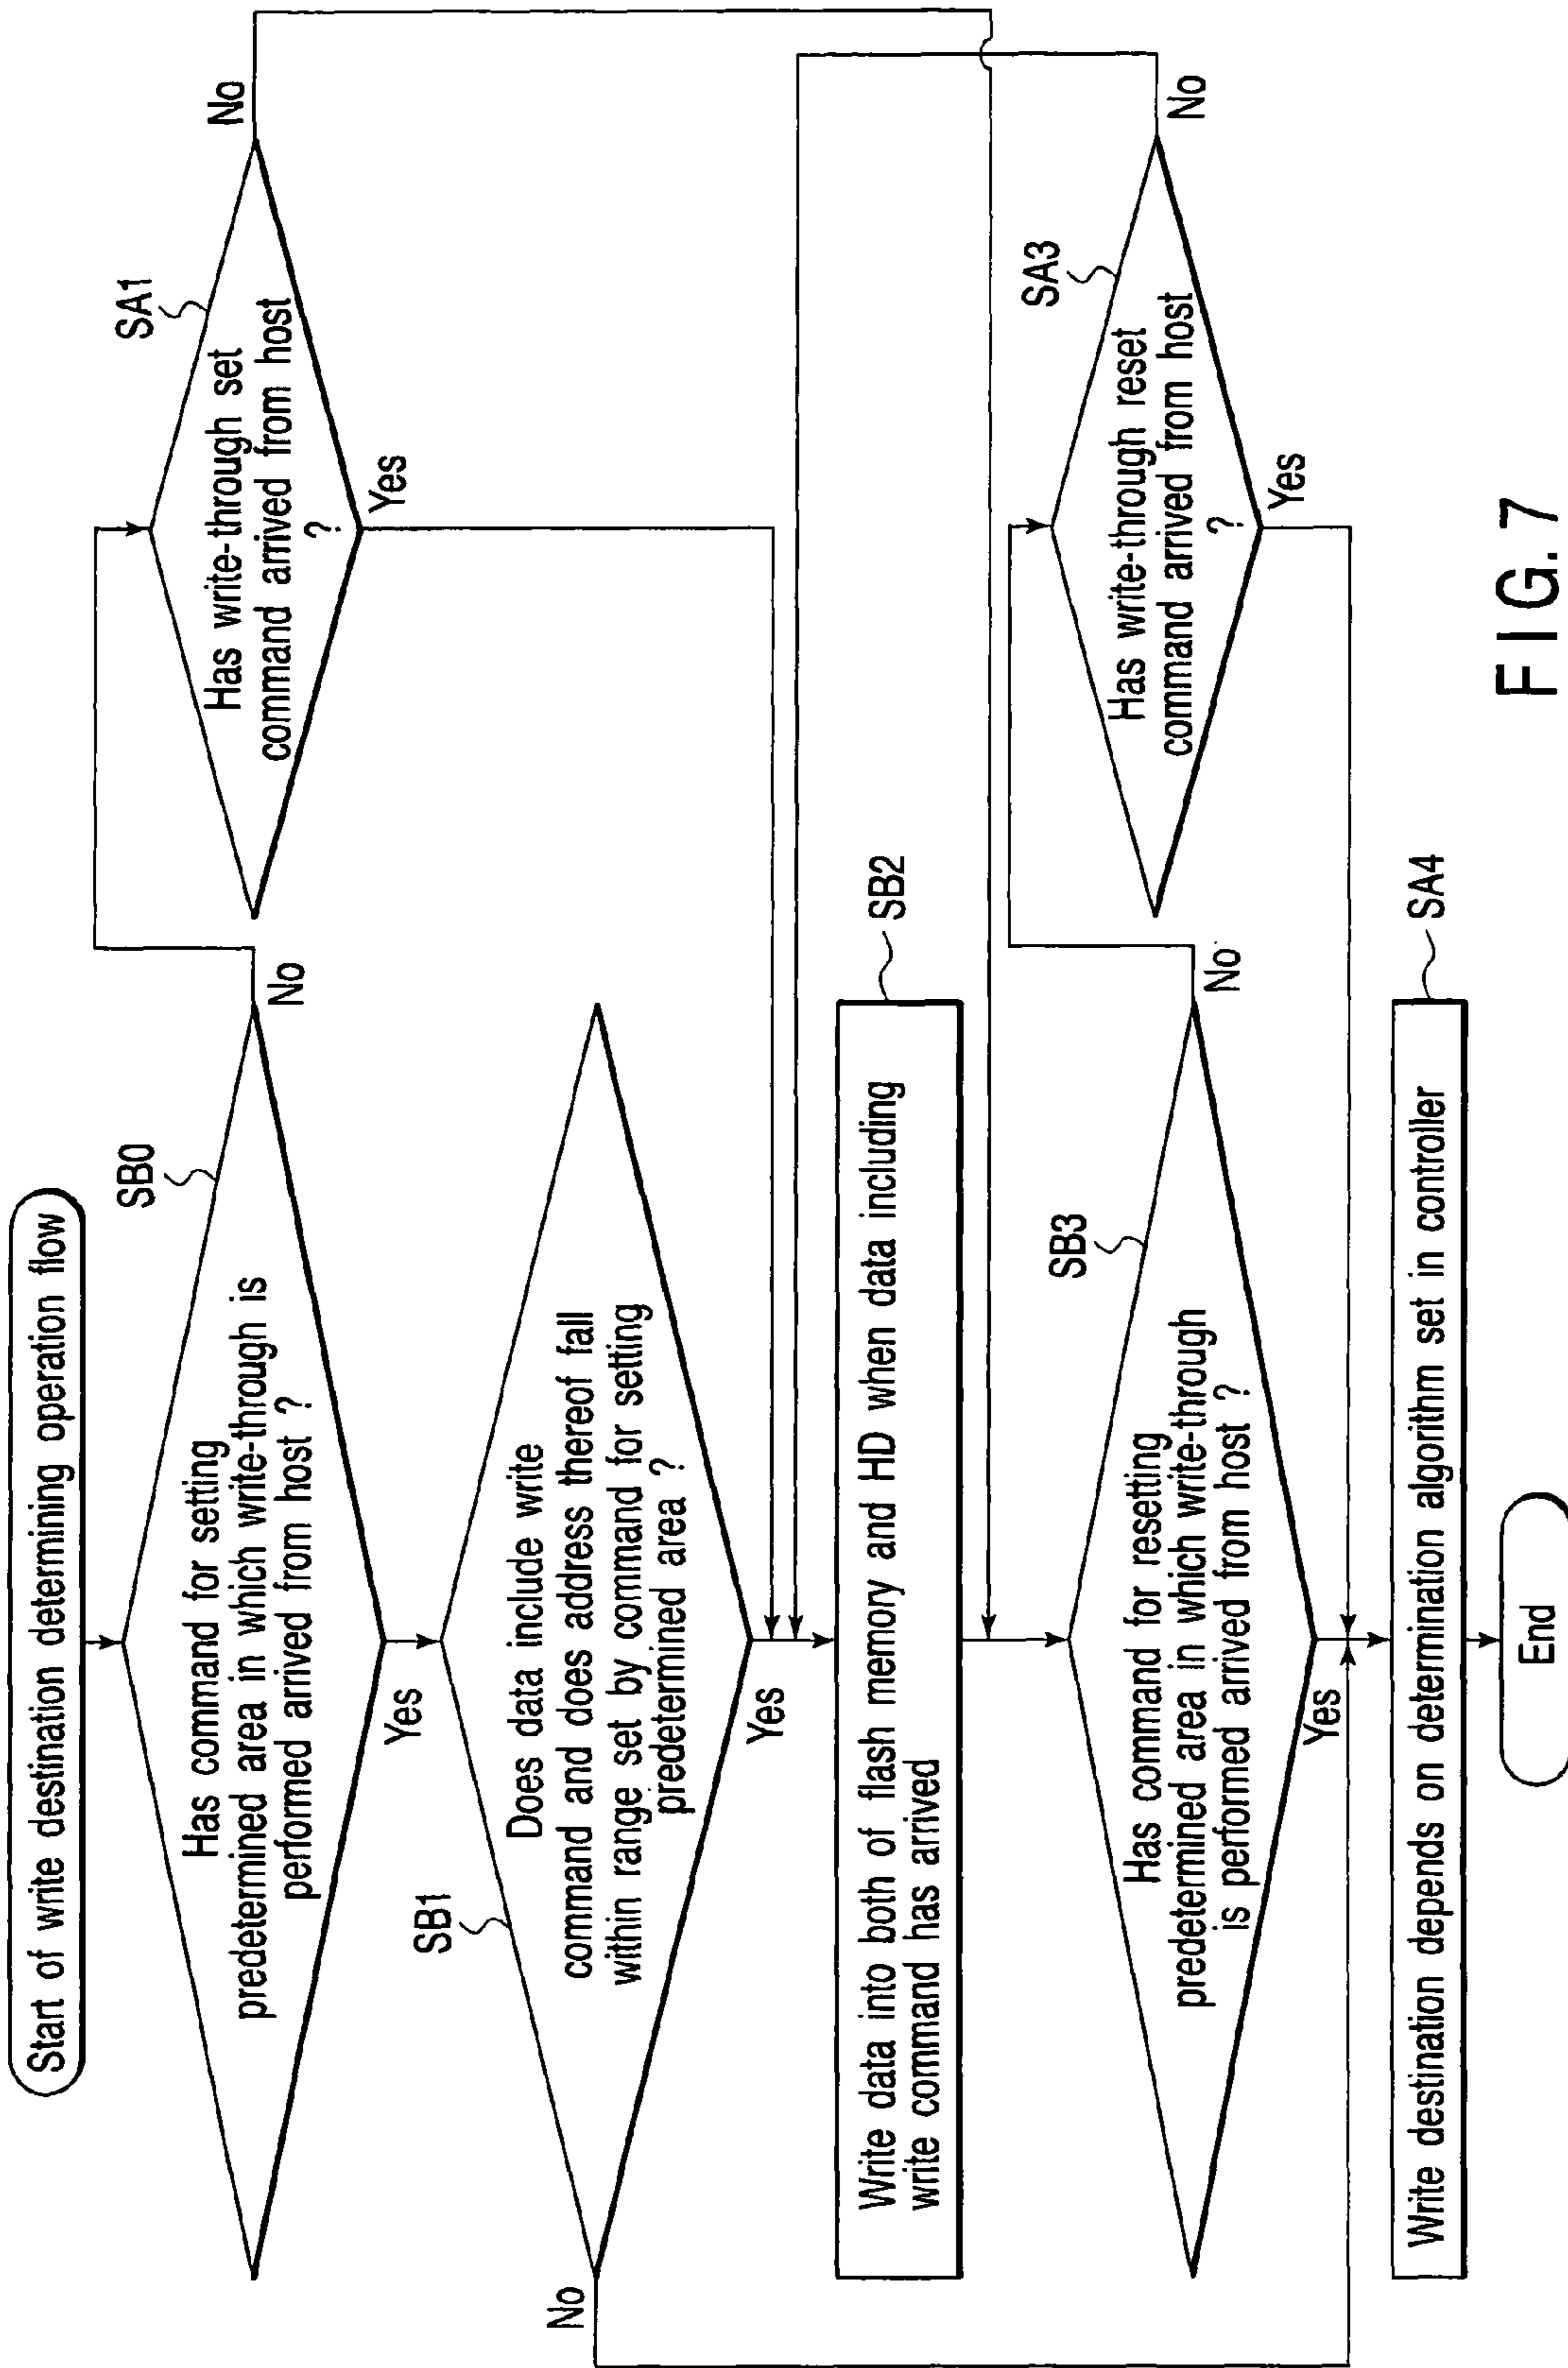 Start of write destination determining operation flow
SB0
Has command for setting
predetermined area in which write-through is
performed arrived from host ?
No
Yes
SA1
Has write-through set
command arrived from host
?
No
Yes
SB1
Does data include write
command and does address thereof fall
within range set by command for setting
predetermined area ?
No
Yes
SB2
Write data into both of flash memory and HD when data including
write command has arrived
SB3
Has command for resetting
predetermined area in which write-through
is performed arrived from host ?
No
Yes
SA3
Has write-through reset
command arrived from host
?
No
Yes
SA4
Write destination depends on determination algorithm set in controller
End
FIG. 7